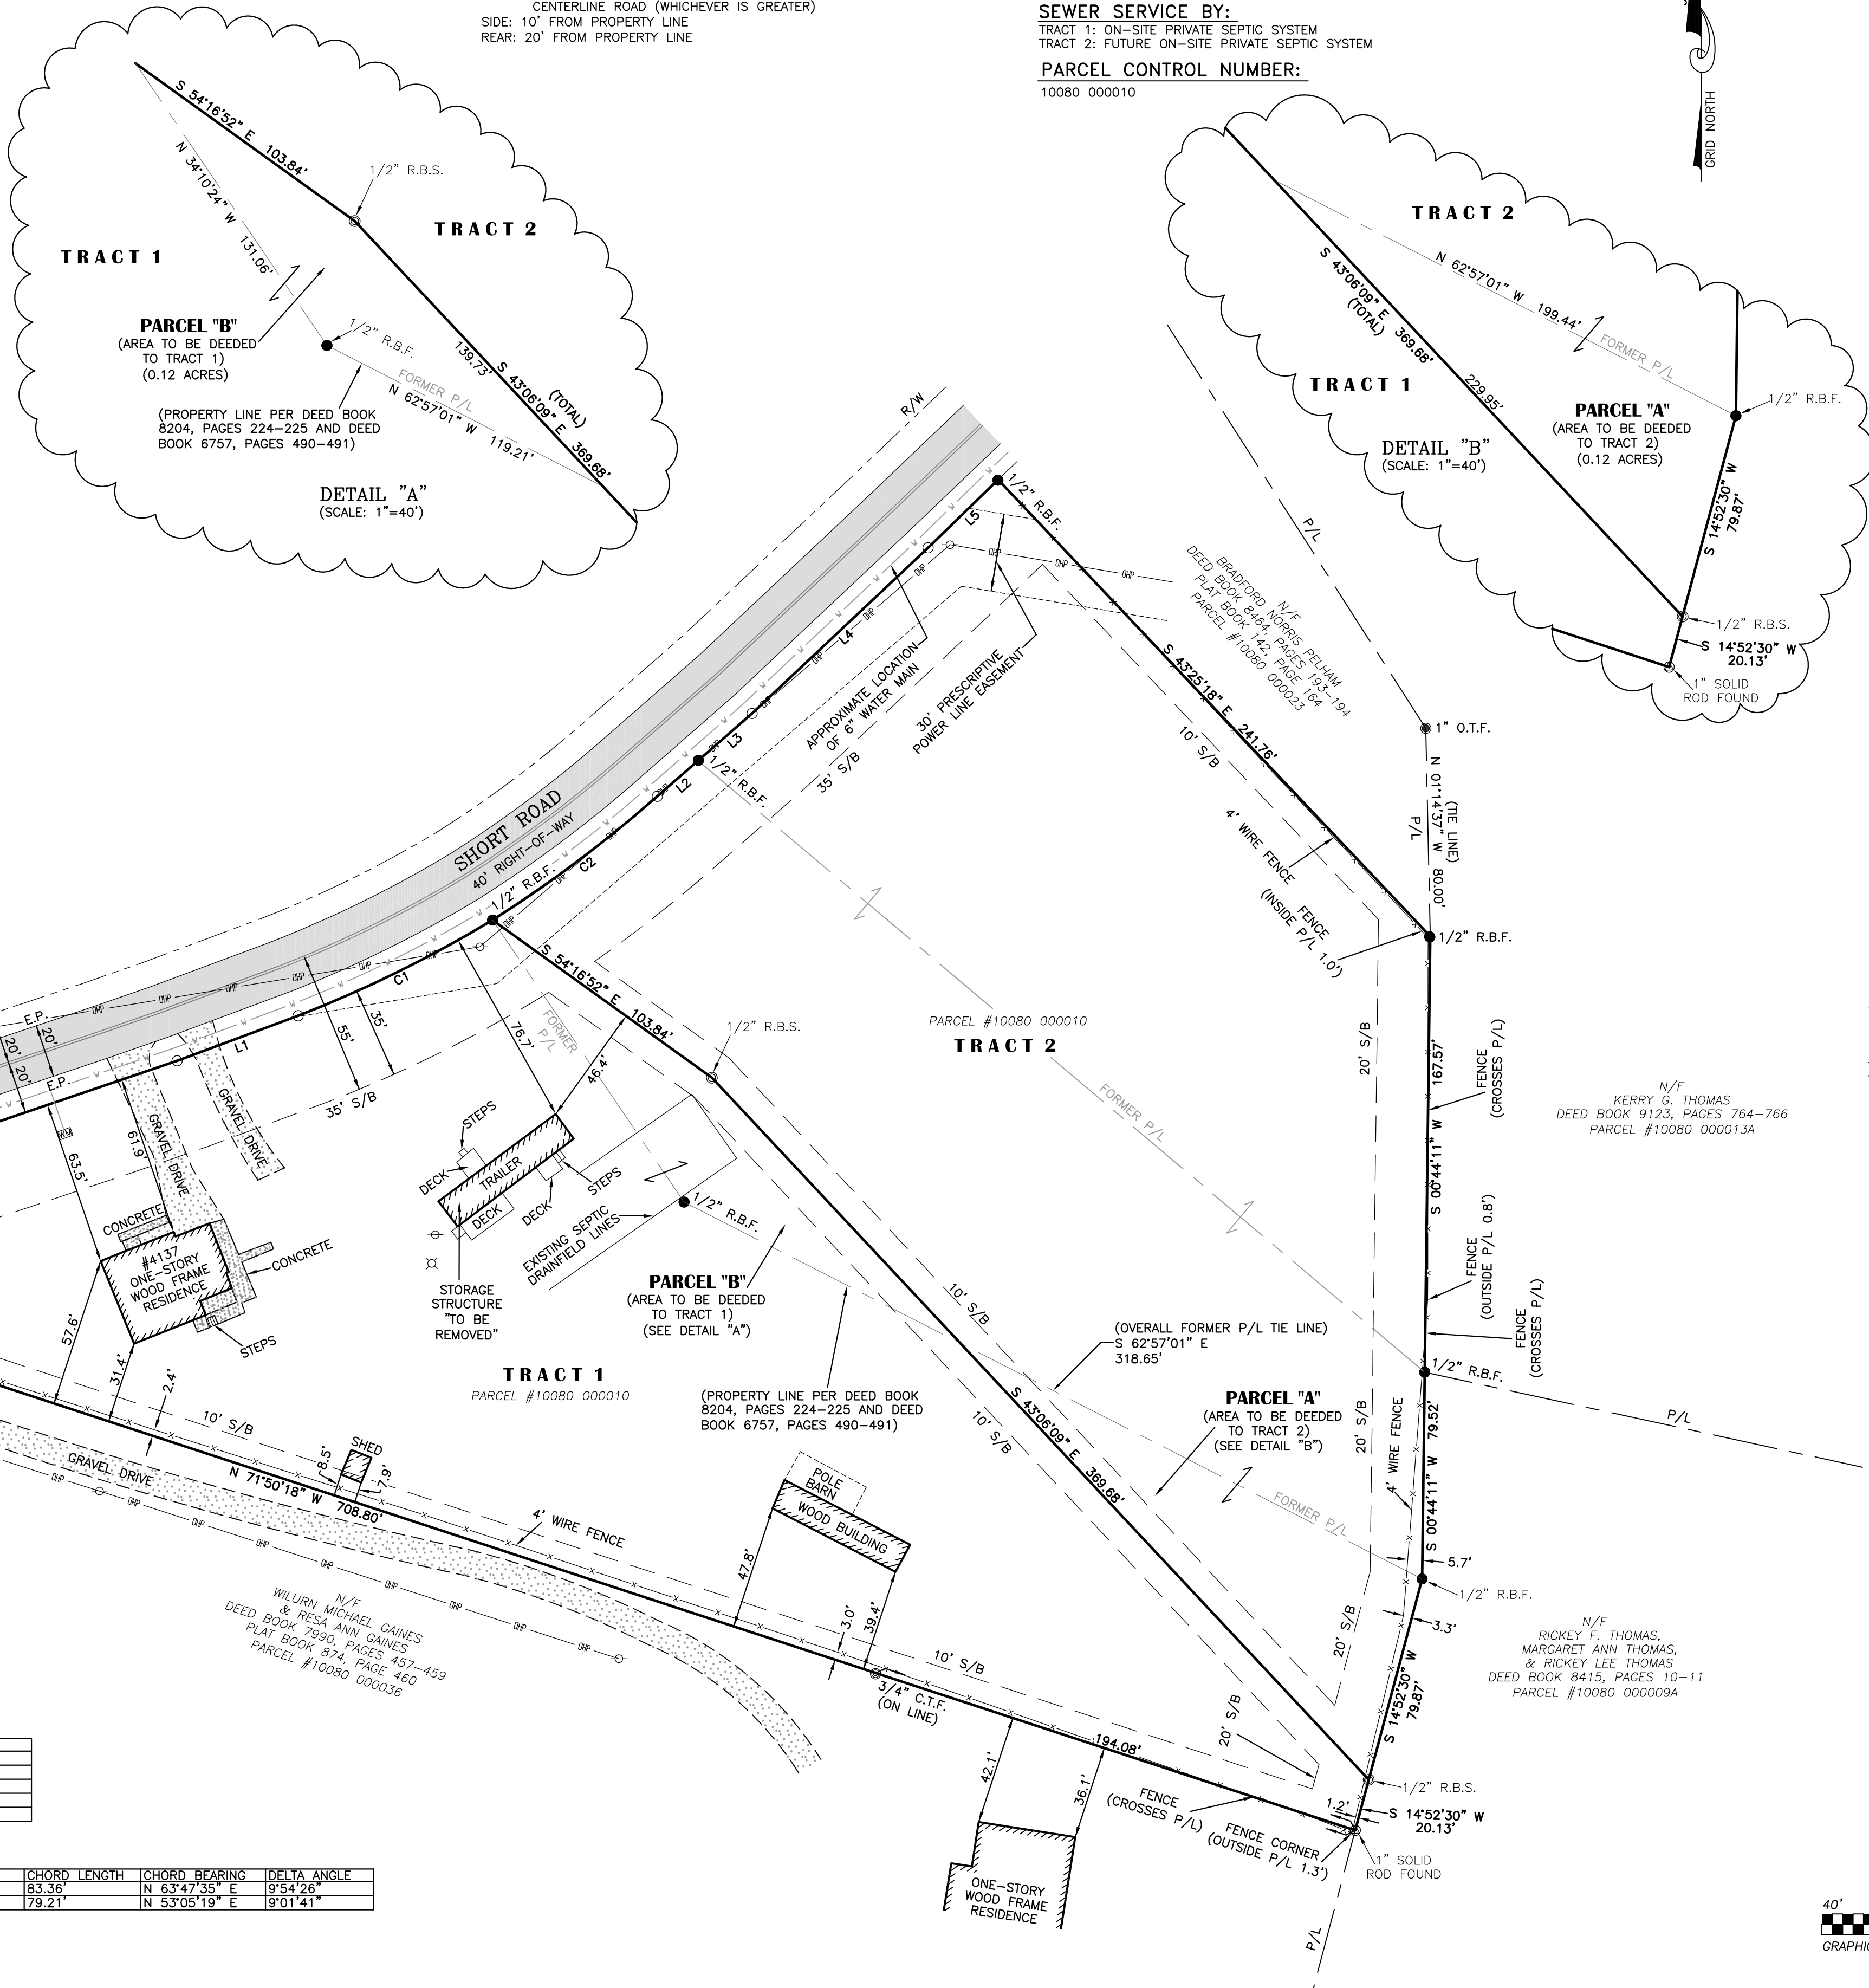 CENTERLINE ROAD (WHICHEVER IS GREATER)
SIDE: 10' FROM PROPERTY LINE
REAR: 20' FROM PROPERTY LINE
SEWER SERVICE BY:
TRACT 1: ON-SITE PRIVATE SEPTIC SYSTEM
TRACT 2: FUTURE ON-SITE PRIVATE SEPTIC SYSTEM
PARCEL CONTROL NUMBER:
10080 000010
GRID NORTH
S 54°16'52" E 103.84'
N 34°10'24" W 131.06'
1/2" R.B.S.
TRACT 2
TRACT 1
PARCEL "B"
(AREA TO BE DEEDED
TO TRACT 1)
(0.12 ACRES)
1/2" R.B.F.
139.73'
S 43°06'09" E 369.68'
(TOTAL)
FORMER P/L
N 62°57'01" W 119.21'
(PROPERTY LINE PER DEED BOOK
8204, PAGES 224-225 AND DEED
BOOK 6757, PAGES 490-491)
DETAIL "A"
(SCALE: 1"=40')
TRACT 2
N 62°57'01" W 199.44'
FORMER P/L
S 43°06'09" E 369.68'
(TOTAL)
229.95'
TRACT 1
PARCEL "A"
(AREA TO BE DEEDED
TO TRACT 2)
(0.12 ACRES)
1/2" R.B.F.
DETAIL "B"
(SCALE: 1"=40')
S 14°52'30" W
79.87'
1/2" R.B.S.
S 14°52'30" W
20.13'
1" SOLID
ROD FOUND
R/W
1/2" R.B.F.
L5
P/L
OHP
OHP
OHP
N/F
BRADFORD NORRIS PELHAM
DEED BOOK 8464, PAGES 193-194
PLAT BOOK 142, PAGE 164
PARCEL #10080 000023
L4
OHP
OHP
OHP
APPROXIMATE LOCATION
OF 6" WATER MAIN
30' PRESCRIPTIVE
POWER LINE EASEMENT
35' S/B
S 43°25'18" E 241.76'
10' S/B
1" O.T.F.
N 01°14'37" W 80.00'
(TIE LINE)
P/L
L3
L2
1/2" R.B.F.
SHORT ROAD
40' RIGHT-OF-WAY
C2
1/2" R.B.F.
4' WIRE FENCE
FENCE
(INSIDE P/L 1.0')
1/2" R.B.F.
C1
L1
E.P.
E.P.
20'
20'
20'
20'
55'
35'
35' S/B
S 54°16'52" E 103.84'
FORMER
P/L
76.7'
46.4'
1/2" R.B.S.
PARCEL #10080 000010
TRACT 2
FORMER P/L
20' S/B
S 00°44'11" W 167.57'
FENCE
(CROSSES P/L)
N/F
KERRY G. THOMAS
DEED BOOK 9123, PAGES 764-766
PARCEL #10080 000013A
GRAVEL DRIVE
GRAVEL DRIVE
WM
63.5'
61.9'
CONCRETE
#4137
ONE-STORY
WOOD FRAME
RESIDENCE
CONCRETE
STEPS
57.6'
31.4'
2.4'
STEPS
DECK
TRAILER
DECK
DECK
STEPS
STORAGE
STRUCTURE
"TO BE
REMOVED"
EXISTING SEPTIC
DRAINFIELD LINES
1/2" R.B.F.
PARCEL "B"
(AREA TO BE DEEDED
TO TRACT 1)
(SEE DETAIL "A")
10' S/B
FENCE
(OUTSIDE P/L 0.8')
FENCE
(CROSSES P/L)
(OVERALL FORMER P/L TIE LINE)
S 62°57'01" E
318.65'
1/2" R.B.F.
P/L
TRACT 1
PARCEL #10080 000010
(PROPERTY LINE PER DEED BOOK
8204, PAGES 224-225 AND DEED
BOOK 6757, PAGES 490-491)
PARCEL "A"
(AREA TO BE DEEDED
TO TRACT 2)
(SEE DETAIL "B")
S 43°06'09" E 369.68'
10' S/B
20' S/B
4' WIRE FENCE
S 00°44'11" W 79.52'
FORMER P/L
5.7'
1/2" R.B.F.
3.3'
10' S/B
SHED
8.5'
7.9'
GRAVEL DRIVE
N 71°50'18" W 708.80'
4' WIRE FENCE
POLE
BARN
WOOD BUILDING
47.8'
39.4'
3.0'
10' S/B
3/4" C.T.F.
(ON LINE)
20' S/B
20' S/B
S 14°52'30" W
79.87'
N/F
RICKEY F. THOMAS,
MARGARET ANN THOMAS,
& RICKEY LEE THOMAS
DEED BOOK 8415, PAGES 10-11
PARCEL #10080 000009A
N/F
WILURN MICHAEL GAINES
& RESA ANN GAINES
DEED BOOK 7990, PAGES 457-459
PLAT BOOK 874, PAGE 460
PARCEL #10080 000036
194.08'
42.1'
36.1'
FENCE
(CROSSES P/L)
FENCE CORNER
(OUTSIDE P/L 1.3')
1.2'
1/2" R.B.S.
S 14°52'30" W
20.13'
1" SOLID
ROD FOUND
ONE-STORY
WOOD FRAME
RESIDENCE
P/L
CHORD LENGTH CHORD BEARING DELTA ANGLE
83.36' N 63°47'35" E 9°54'26"
79.21' N 53°05'19" E 9°01'41"
40'
GRAPHIC